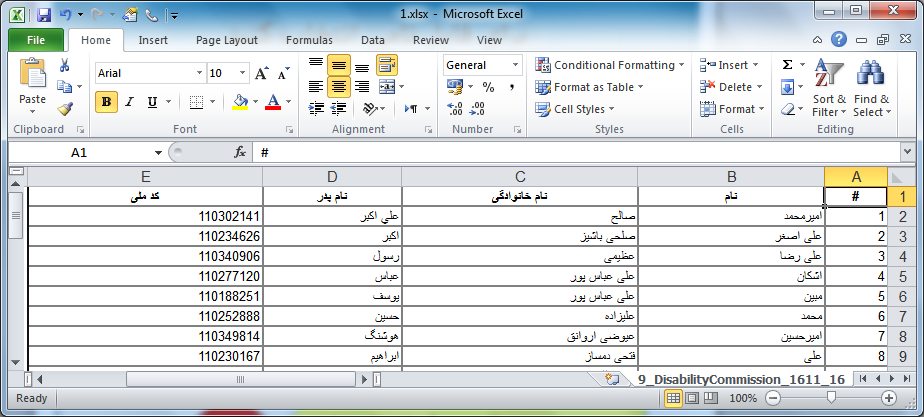 1.xlsx - Microsoft Excel
File Home Insert Page Layout Formulas Data Review View
Arial 10 General Conditional Formatting Insert
Paste B I U Format as Table Delete Sort & Filter Find & Select
Cell Styles Format
Clipboard Font Alignment Number Styles Cells Editing
A1 fx #
E D C B A
# نام نام خانوادگی نام پدر کد ملی 1
1 امیرمحمد صالح علي اکبر 110302141 2
2 علی اصغر صلحی باشیز اکبر 110234626 3
3 علی رضا عظیمی رسول 110340906 4
4 اشکان علی عباس پور عباس 110277120 5
5 مبین علی عباس پور یوسف 110188251 6
6 محمد علیزاده حسین 110252888 7
7 امیرحسین عیوضی اروانق هوشنگ 110349814 8
8 علی فتحی دمساز ابراهیم 110230167 9
9_DisabilityCommission_1611_16
Ready 100%